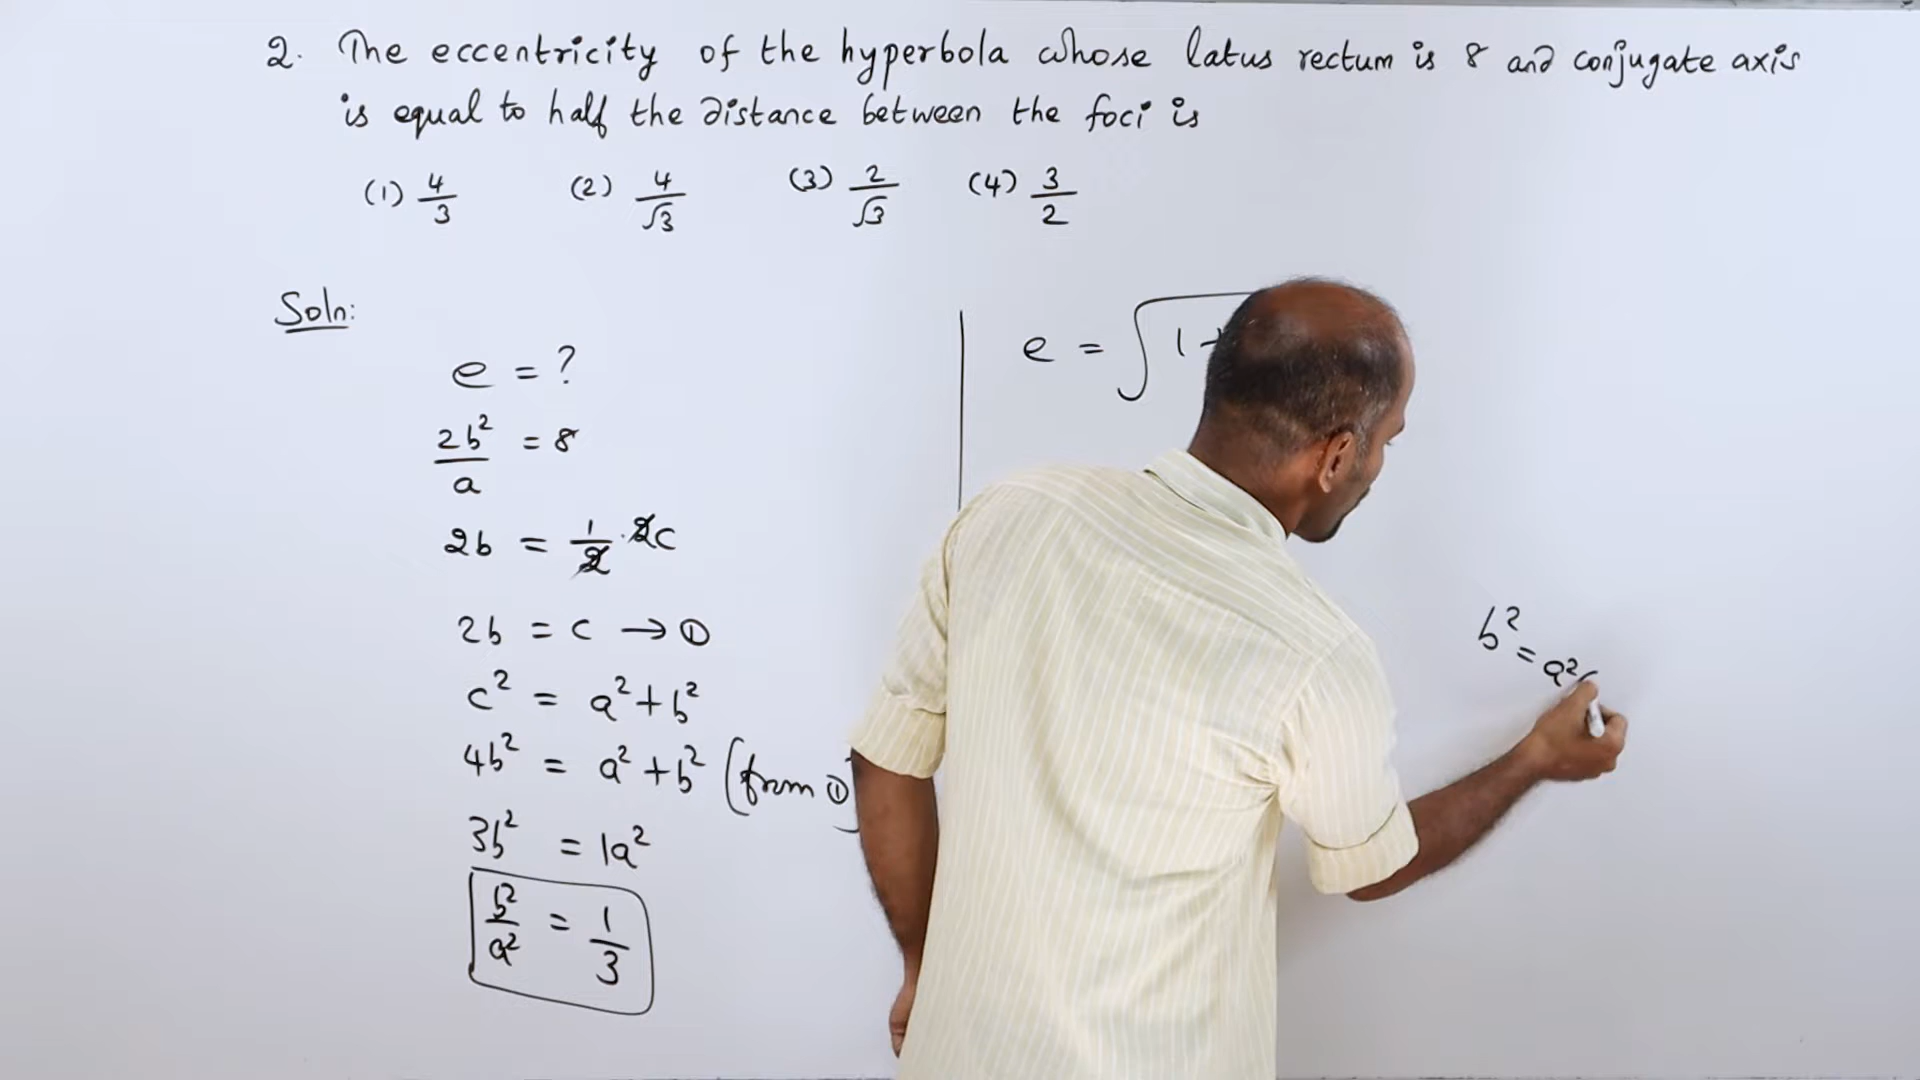 2. The eccentricity of the hyperbola whose latus rectum is 8 and conjugate axis
is equal to half the distance between the foci is
(1) 4/3 (2) 4/√3 (3) 2/√3 (4) 3/2
Soln:
e = ?
2b²/a = 8
2b = 1/2 · 2c
2b = c → ①
c² = a² + b²
4b² = a² + b² (from ①)
3b² = 1a²
b²/a² = 1/3
e = √1+
b² = a²(